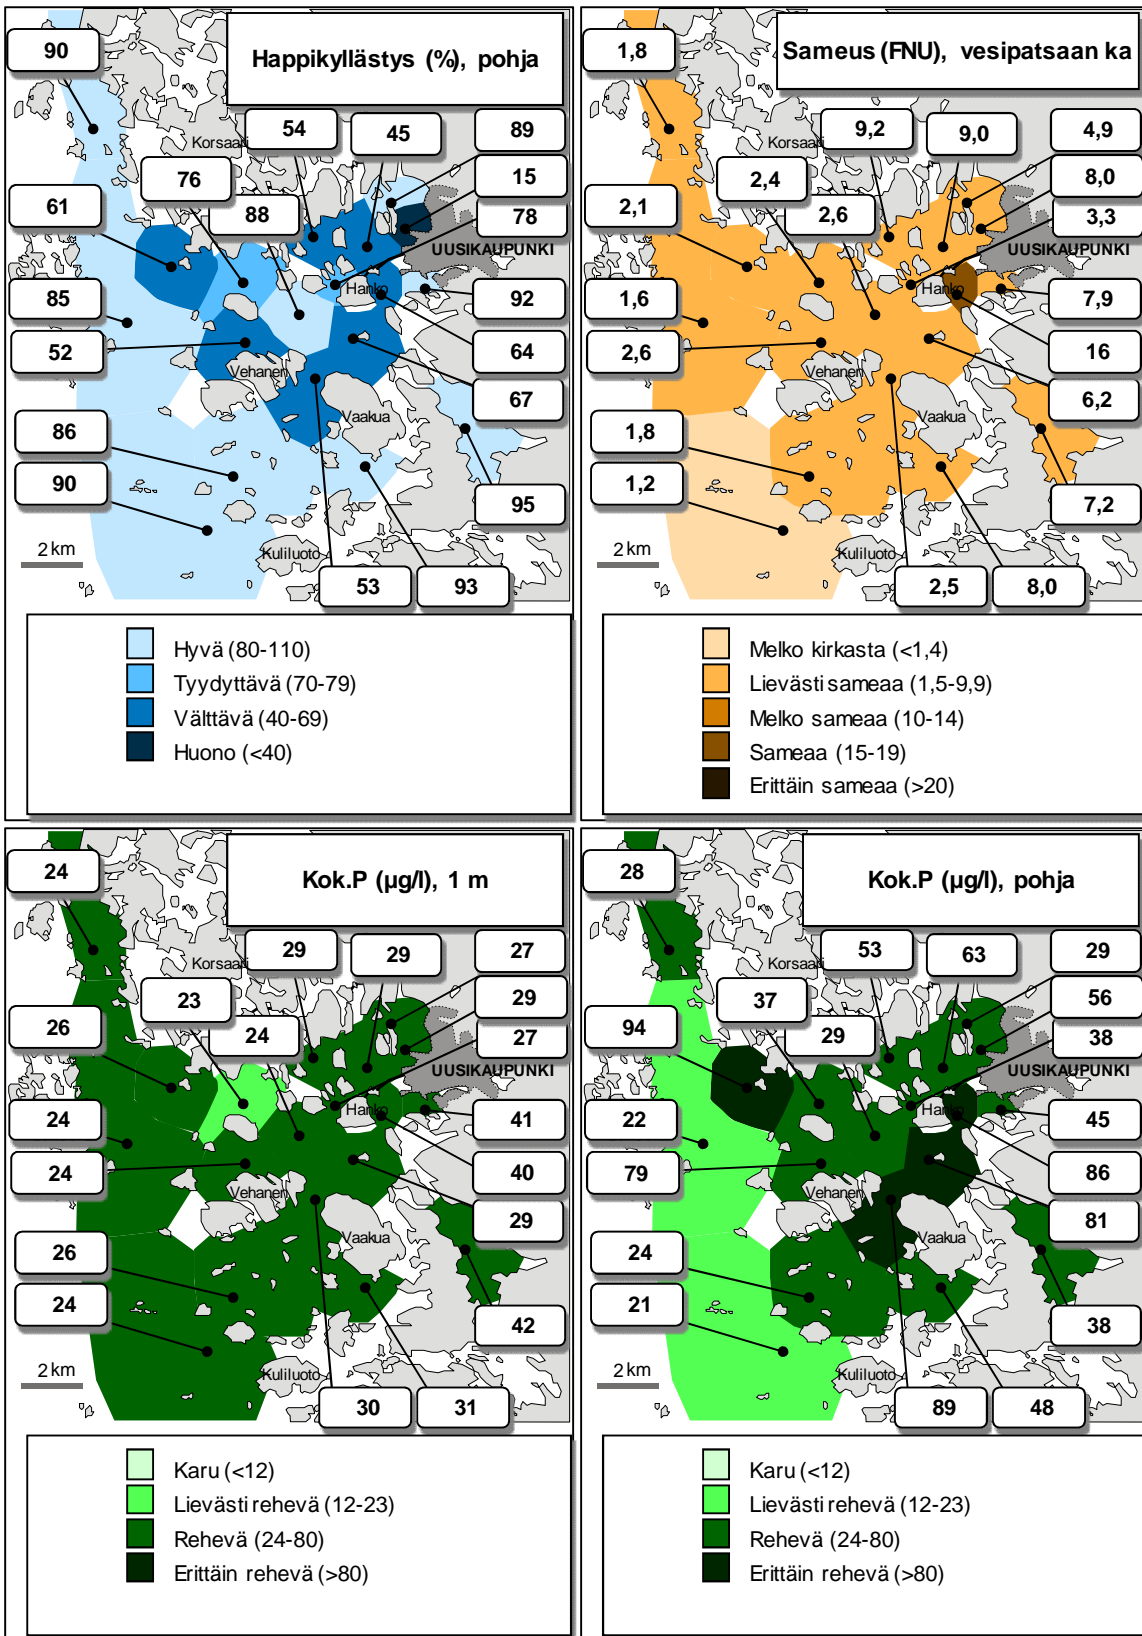 Happikyllästys (%), pohja
90
54
45
89
Korsaari
76
15
61
88
78
UUSIKAUPUNKI
85
Hanko
92
52
64
Vehanen
67
86
Vaakua
90
95
2 km
Kuliluoto
53
93
Hyvä (80-110)
Tyydyttävä (70-79)
Välttävä (40-69)
Huono (<40)
Sameus (FNU), vesipatsaan ka
1,8
9,2
9,0
4,9
Korsaari
2,4
8,0
2,1
2,6
3,3
UUSIKAUPUNKI
1,6
Hanko
7,9
2,6
16
Vehanen
6,2
1,8
Vaakua
1,2
7,2
2 km
Kuliluoto
2,5
8,0
Melko kirkasta (<1,4)
Lievästi sameaa (1,5-9,9)
Melko sameaa (10-14)
Sameaa (15-19)
Erittäin sameaa (>20)
Kok.P (µg/l), 1 m
24
29
29
27
Korsaari
23
29
26
24
27
UUSIKAUPUNKI
24
Hanko
41
24
40
Vehanen
29
26
Vaakua
24
42
2 km
Kuliluoto
30
31
Karu (<12)
Lievästi rehevä (12-23)
Rehevä (24-80)
Erittäin rehevä (>80)
Kok.P (µg/l), pohja
28
53
63
29
Korsaari
37
56
94
29
38
UUSIKAUPUNKI
22
Hanko
45
79
86
Vehanen
81
24
Vaakua
21
38
2 km
Kuliluoto
89
48
Karu (<12)
Lievästi rehevä (12-23)
Rehevä (24-80)
Erittäin rehevä (>80)